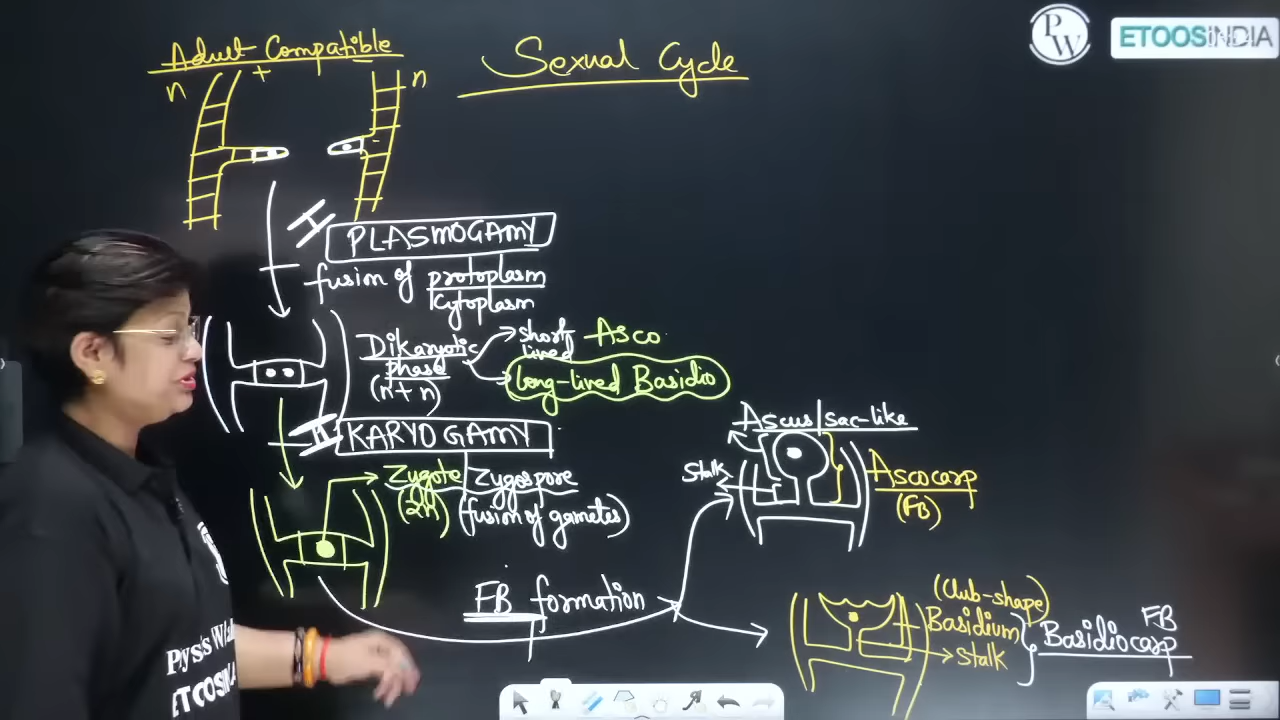 Adult Compatible
Sexual Cycle
PW
ETOOSINDIA
n
+
-
n
I
PLASMOGAMY
fusion of protoplasm
Cytoplasm
Dikaryotic phase (n+n)
short lived Asco
long-lived Basidio
II
KARYOGAMY
Zygote (2n)
Zygospore (fusion of gametes)
Ascus/sac-like
Stalk
Ascocarp
(FB)
FB formation
(Club-shape)
Basidium
Stalk
FB
Basidiocarp